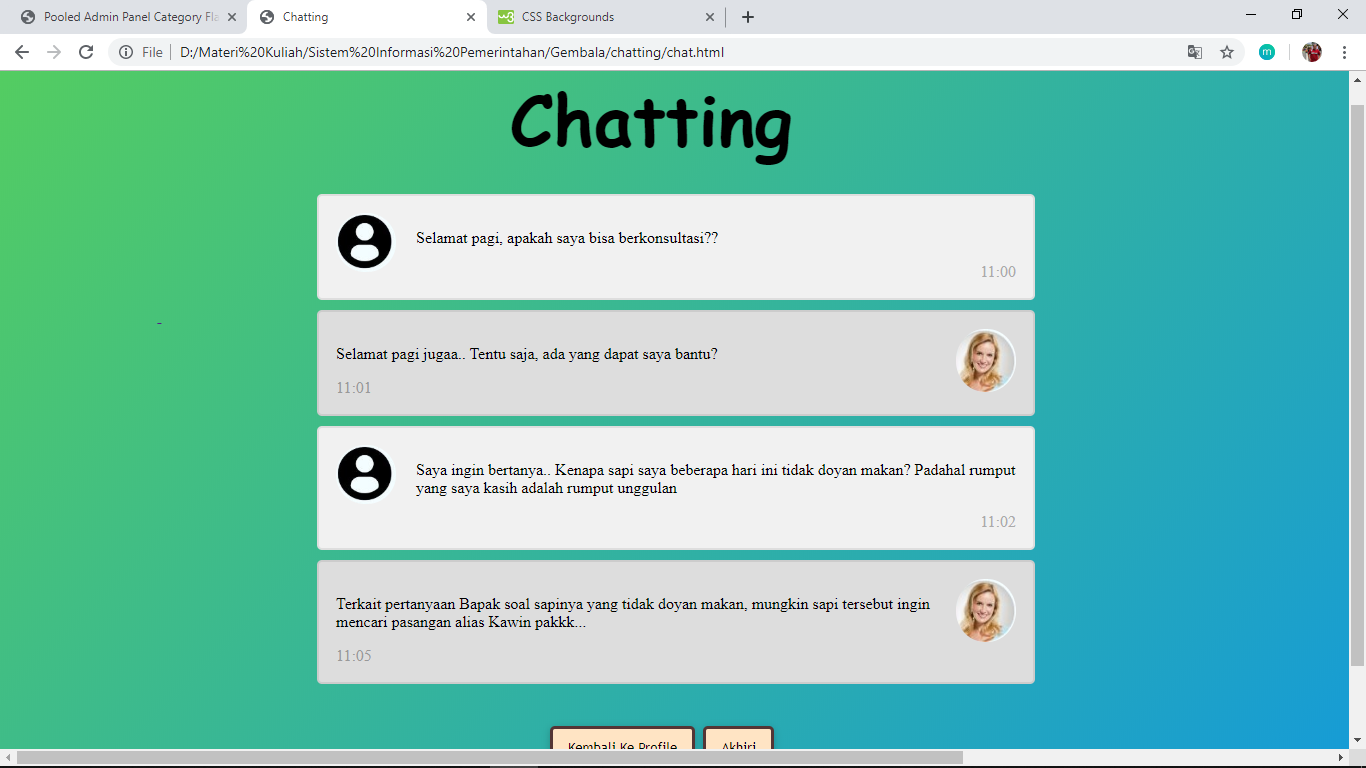 Pooled Admin Panel Category Fla
Chatting
CSS Backgrounds
File
D:/Materi%20Kuliah/Sistem%20Informasi%20Pemerintahan/Gembala/chatting/chat.html
m
Chatting
Selamat pagi, apakah saya bisa berkonsultasi??
11:00
Selamat pagi jugaa.. Tentu saja, ada yang dapat saya bantu?
11:01
Saya ingin bertanya.. Kenapa sapi saya beberapa hari ini tidak doyan makan? Padahal rumput
yang saya kasih adalah rumput unggulan
11:02
Terkait pertanyaan Bapak soal sapinya yang tidak doyan makan, mungkin sapi tersebut ingin
mencari pasangan alias Kawin pakkk...
11:05
Kembali Ke Profile
Akhiri